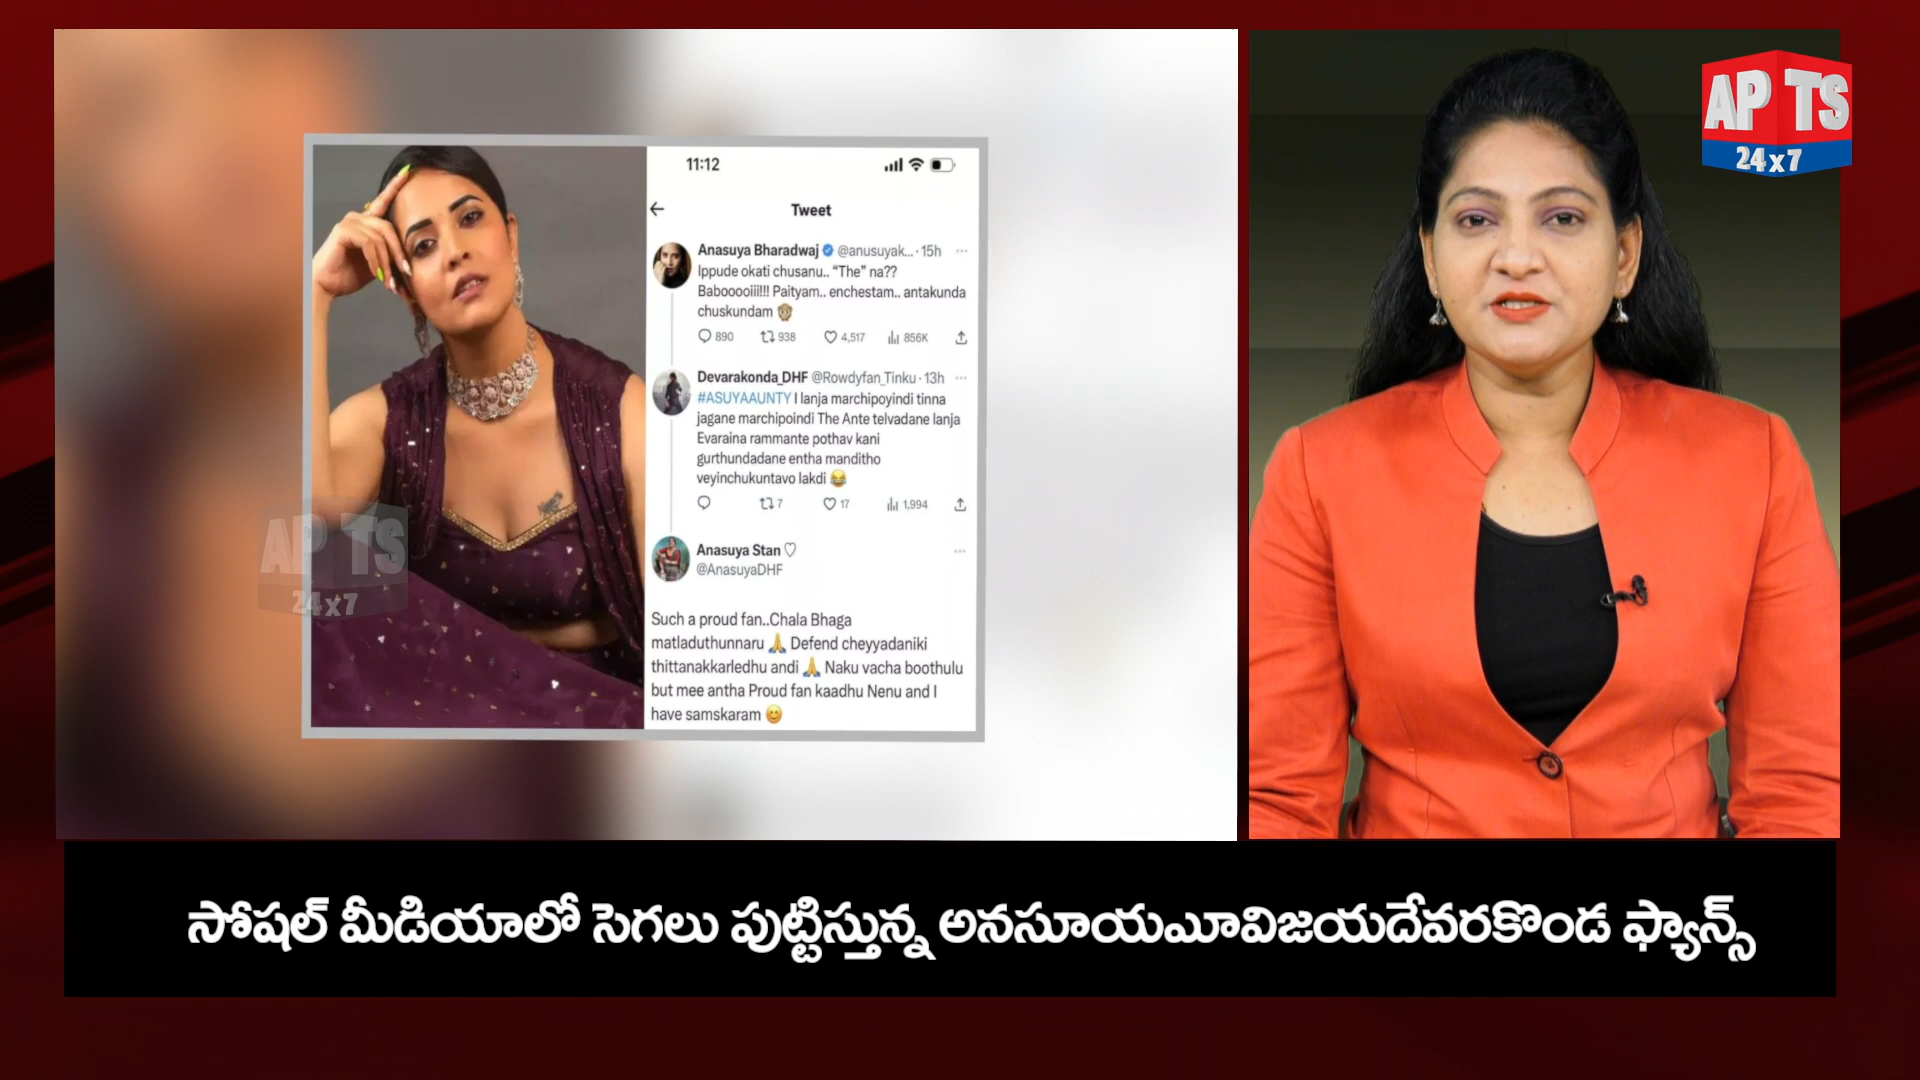 11:12
Tweet
Anasuya Bharadwaj @anusuyak... · 15h
Ippude okati chusanu.. “The” na??
Babooooiii!!! Paityam.. enchestam.. antakunda
chuskundam
890 938 4,517 856K
Devarakonda_DHF @Rowdyfan_Tinku · 13h
#ASUYAAUNTY I lanja marchipoyindi tinna
jagane marchipoindi The Ante telvadane lanja
Evaraina rammante pothav kani
gurthundadane entha manditho
veyinchukuntavo lakdi 😂
7 17 1,994
Anasuya Stan ♡
@AnasuyaDHF
Such a proud fan..Chala Bhaga
matladuthunnaru 🙏 Defend cheyyadaniki
thittanakkarledhu andi 🙏 Naku vacha boothulu
but mee antha Proud fan kaadhu Nenu and I
have samskaram 😊
AP TS
24x7
AP TS
24x7
సోషల్ మీడియాలో సెగలు పుట్టిస్తున్న అనసూయమీవిజయదేవరకొండ ఫ్యాన్స్